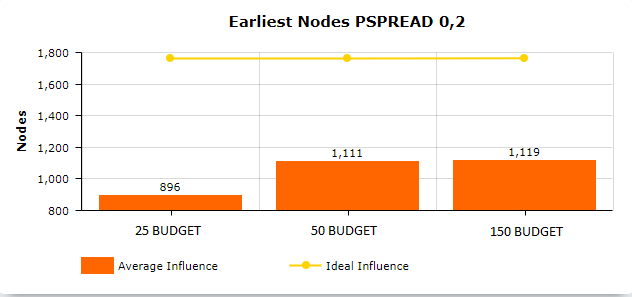 Earliest Nodes PSPREAD 0,2
Nodes
1,800
1,600
1,400
1,200
1,000
800
896
1,111
1,119
25 BUDGET
50 BUDGET
150 BUDGET
Average Influence
Ideal Influence